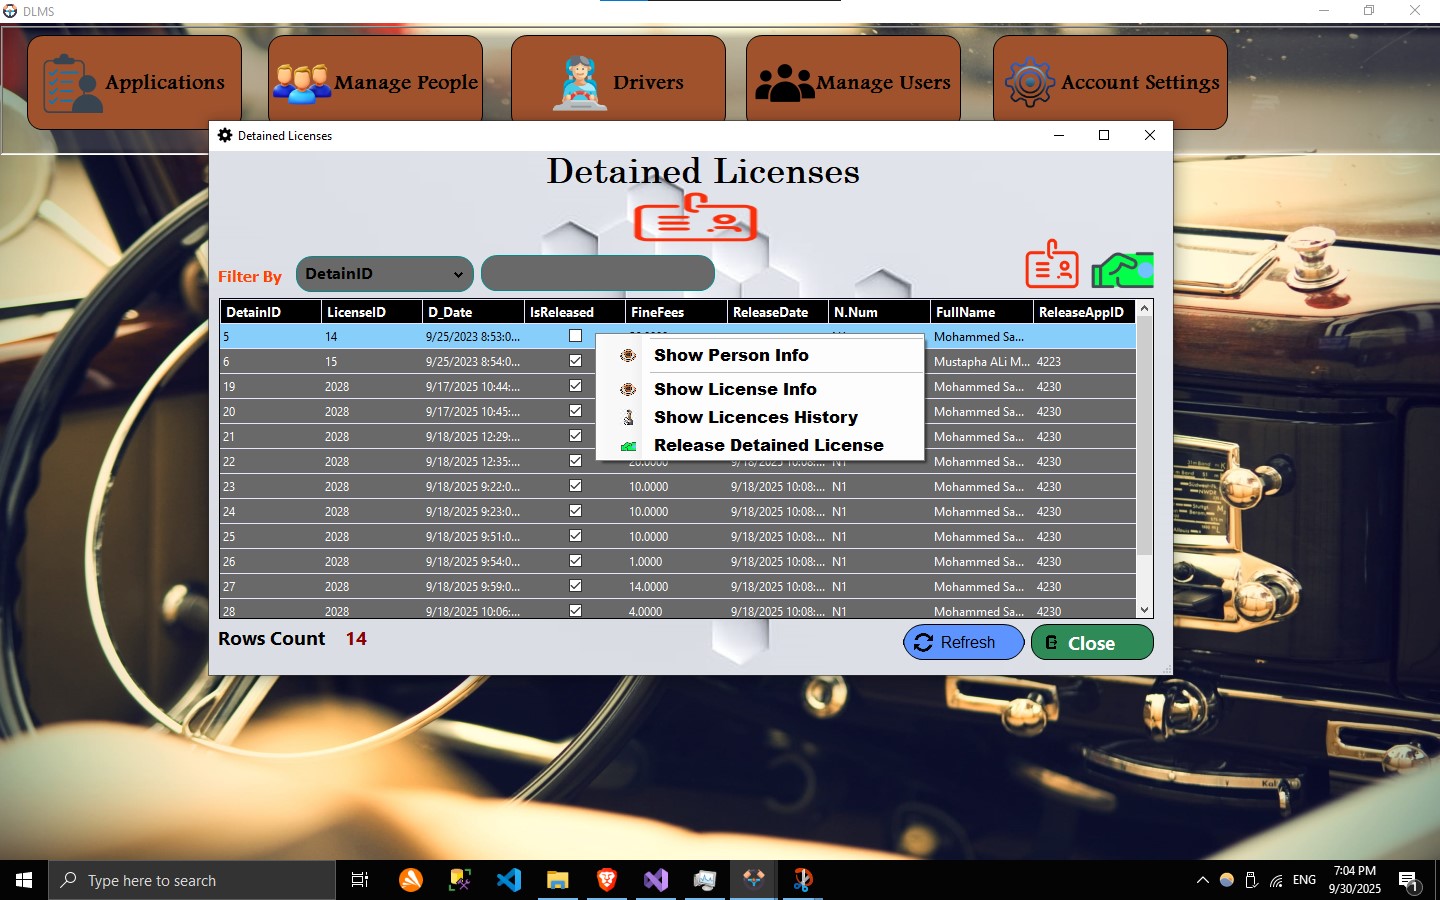 DLMS
Applications
Manage People
Drivers
Manage Users
Account Settings
Detained Licenses
Detained Licenses
Filter By
DetainID
DetainID LicenseID D_Date IsReleased FineFees ReleaseDate N.Num FullName ReleaseAppID
5 14 9/25/2023 8:53:0... Mohammed Sa...
6 15 9/25/2023 8:54:0... Mustapha ALi M... 4223
19 2028 9/17/2025 10:44:... Mohammed Sa... 4230
20 2028 9/17/2025 10:45:... Mohammed Sa... 4230
21 2028 9/18/2025 12:29:... Mohammed Sa... 4230
22 2028 9/18/2025 12:35:... 20.0000 9/18/2025 10:08:... N1 Mohammed Sa... 4230
23 2028 9/18/2025 9:22:0... 10.0000 9/18/2025 10:08:... N1 Mohammed Sa... 4230
24 2028 9/18/2025 9:23:0... 10.0000 9/18/2025 10:08:... N1 Mohammed Sa... 4230
25 2028 9/18/2025 9:51:0... 10.0000 9/18/2025 10:08:... N1 Mohammed Sa... 4230
26 2028 9/18/2025 9:54:0... 1.0000 9/18/2025 10:08:... N1 Mohammed Sa... 4230
27 2028 9/18/2025 9:59:0... 14.0000 9/18/2025 10:08:... N1 Mohammed Sa... 4230
28 2028 9/18/2025 10:06:... 4.0000 9/18/2025 10:08:... N1 Mohammed Sa... 4230
Show Person Info
Show License Info
Show Licences History
Release Detained License
Rows Count 14
Refresh
Close
Type here to search
ENG
7:04 PM
9/30/2025
1